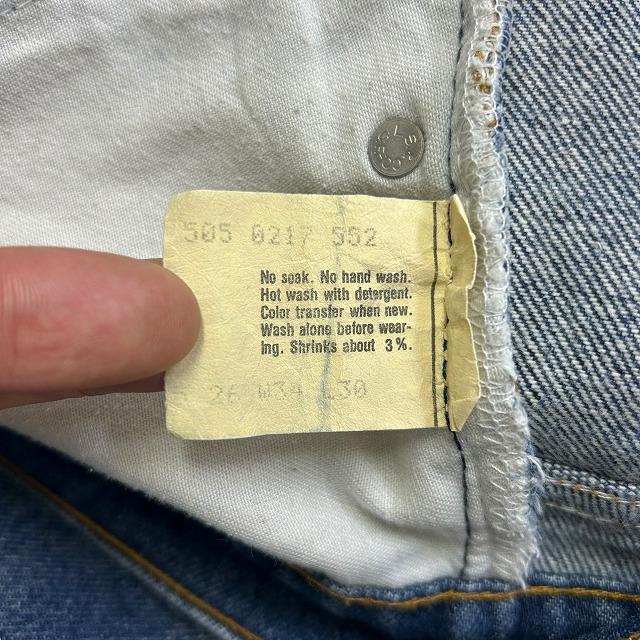 505 0217 552
No soak. No hand wash.
Hot wash with detergent.
Color transfer when new.
Wash alone before wear-
ing. Shrinks about 3%.
26 W34 L30